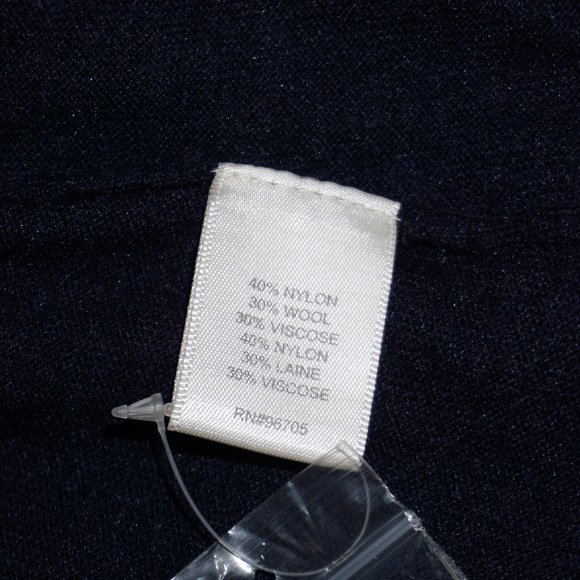 40% NYLON
30% WOOL
30% VISCOSE
40% NYLON
30% LAINE
30% VISCOSE
RN#96705